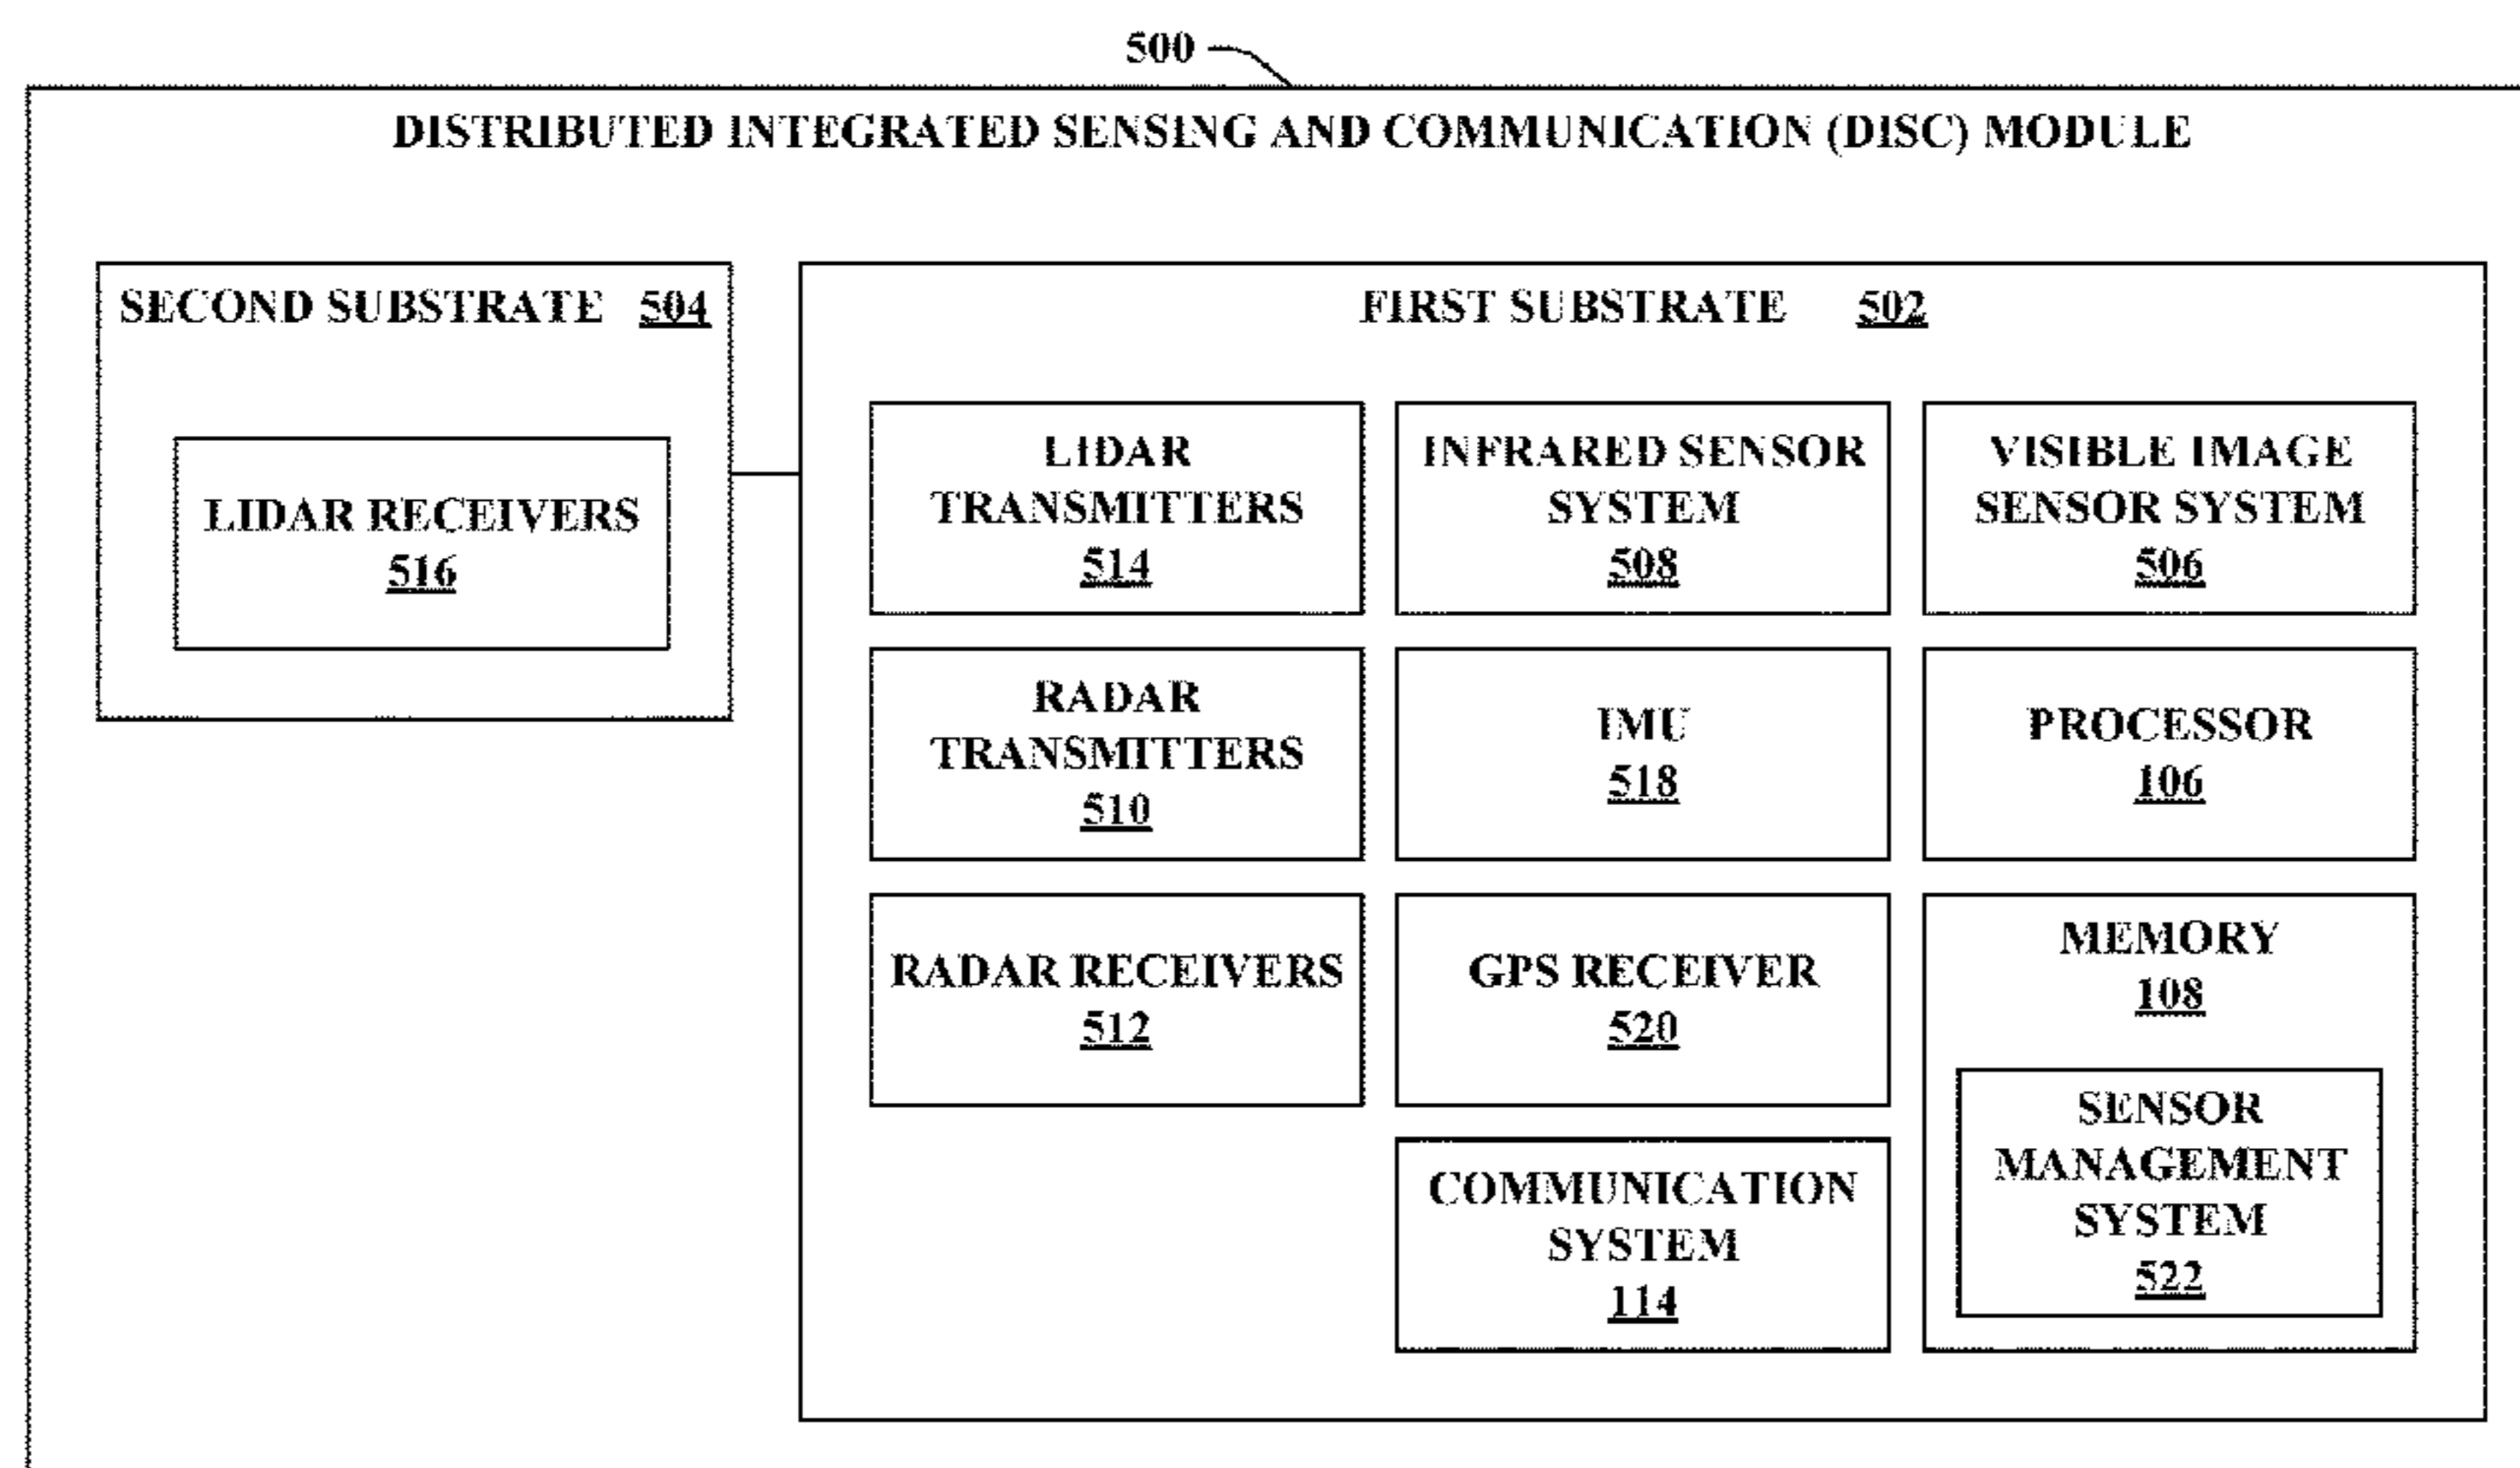 500
DISTRIBUTED INTEGRATED SENSING AND COMMUNICATION (DISC) MODULE
SECOND SUBSTRATE 504
LIDAR RECEIVERS
516
FIRST SUBSTRATE 502
LIDAR
TRANSMITTERS
514
INFRARED SENSOR
SYSTEM
508
VISIBLE IMAGE
SENSOR SYSTEM
506
RADAR
TRANSMITTERS
510
IMU
518
PROCESSOR
106
RADAR RECEIVERS
512
GPS RECEIVER
520
MEMORY
108
SENSOR
MANAGEMENT
SYSTEM
522
COMMUNICATION
SYSTEM
114